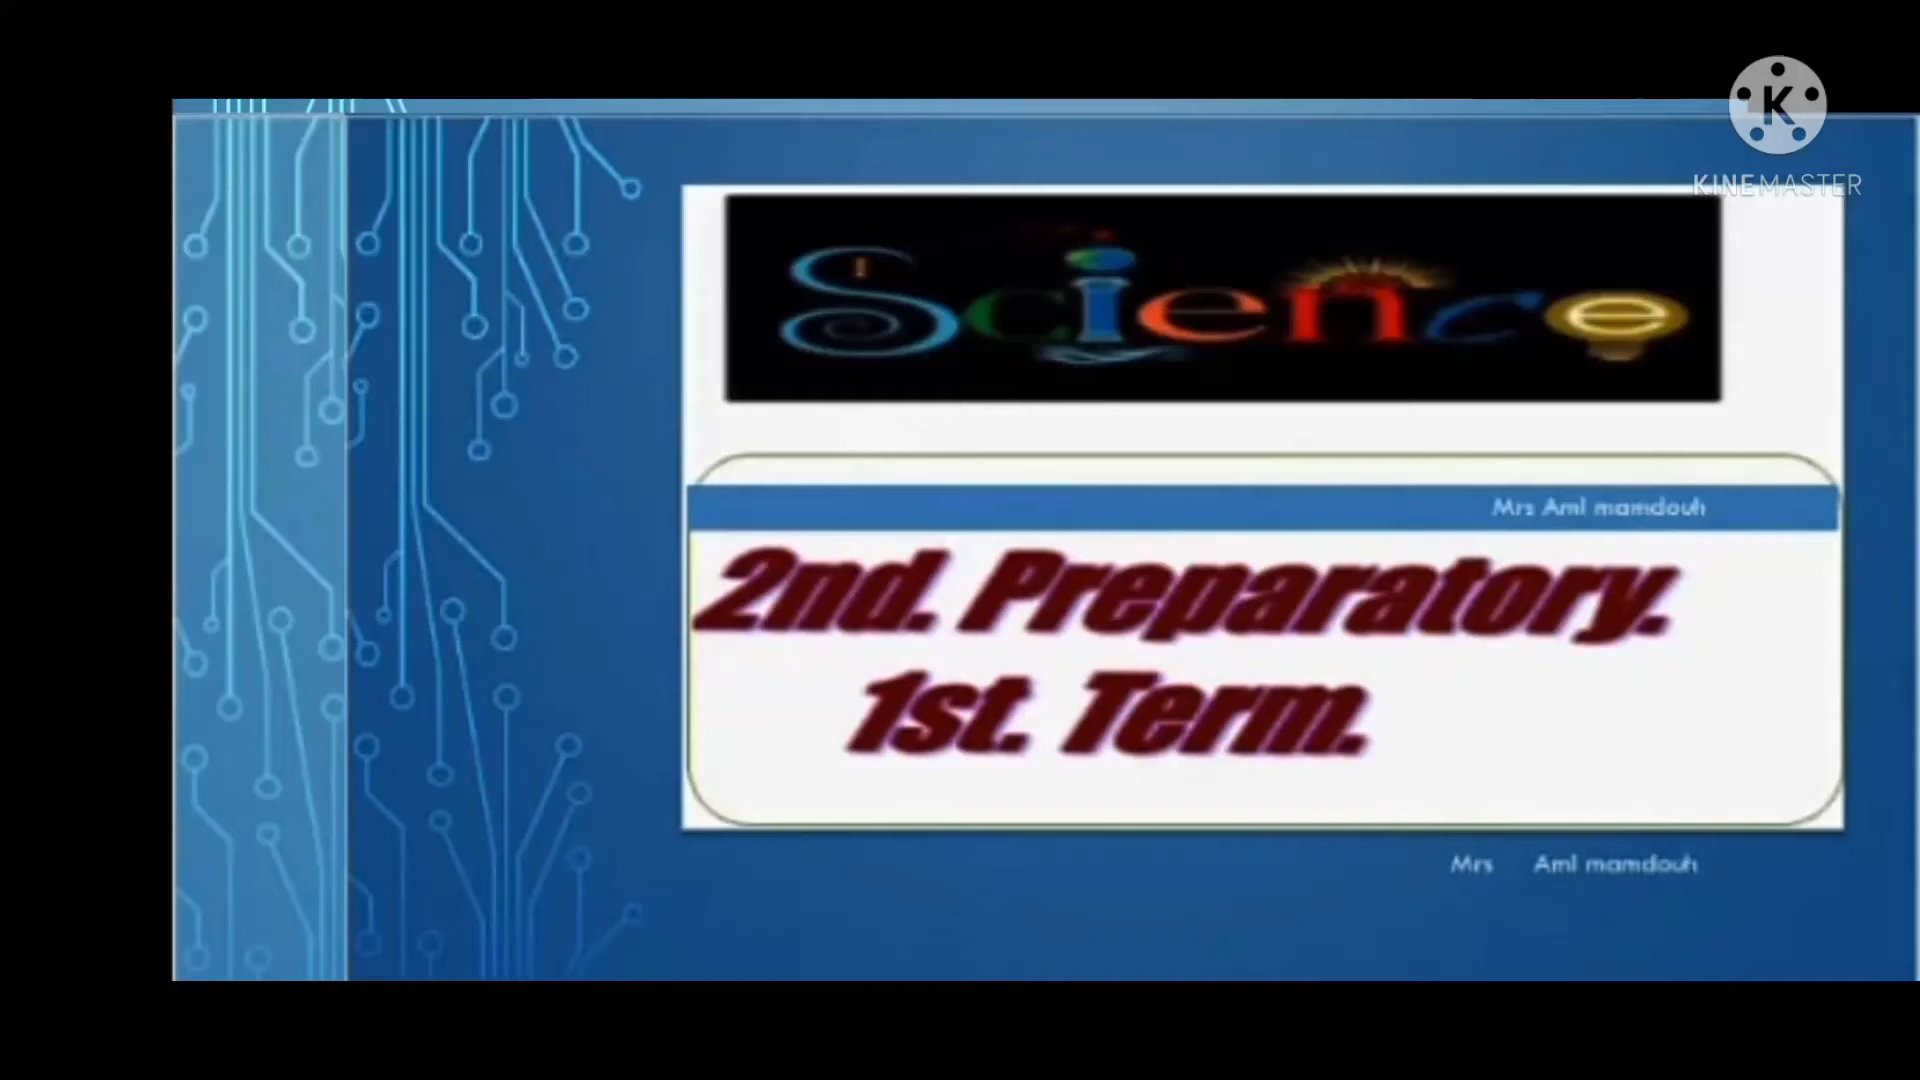 K
KINEMASTER
Science
Mrs Aml mamdouh
2nd. Preparatory.
1st. Term.
Mrs Aml mamdouh